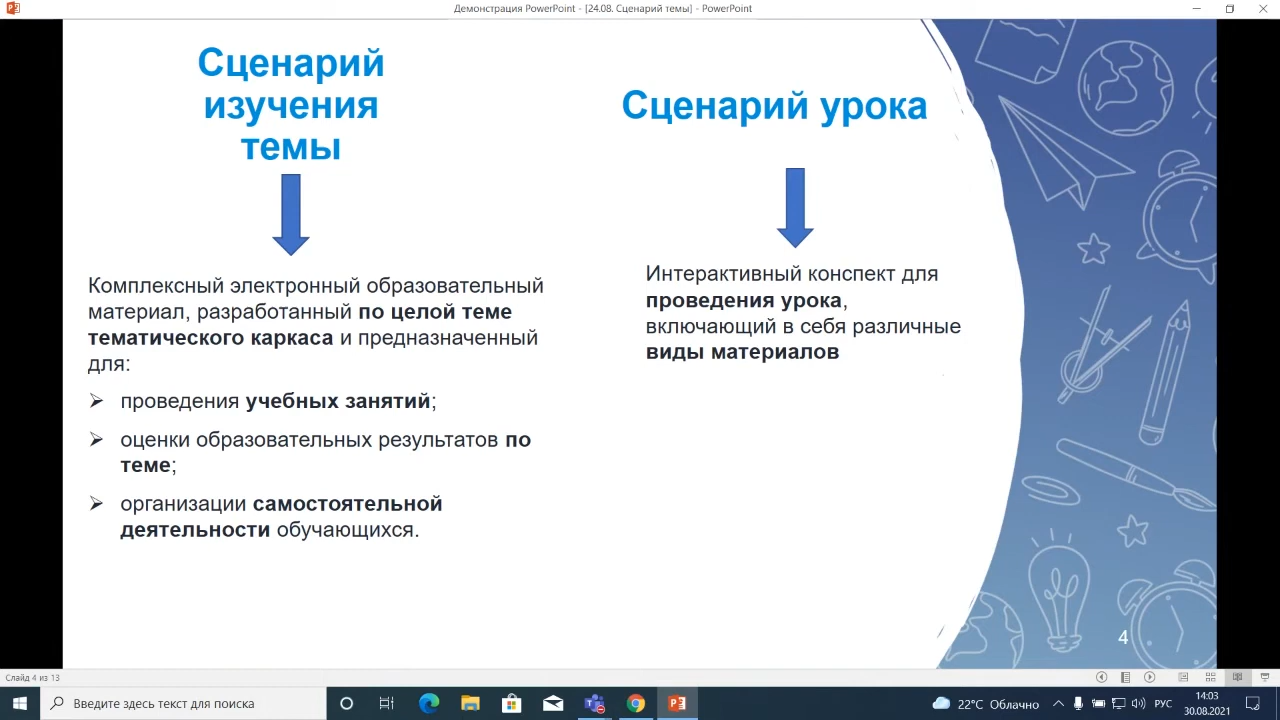 Демонстрация PowerPoint - [24.08. Сценарий темы] - PowerPoint
Сценарий
изучения
темы
Комплексный электронный образовательный
материал, разработанный по целой теме
тематического каркаса и предназначенный
для:
проведения учебных занятий;
оценки образовательных результатов по
теме;
организации самостоятельной
деятельности обучающихся.
Сценарий урока
Интерактивный конспект для
проведения урока,
включающий в себя различные
виды материалов
4
Слайд 4 из 13
Введите здесь текст для поиска
22°C Облачно
РУС
14:03
30.08.2021